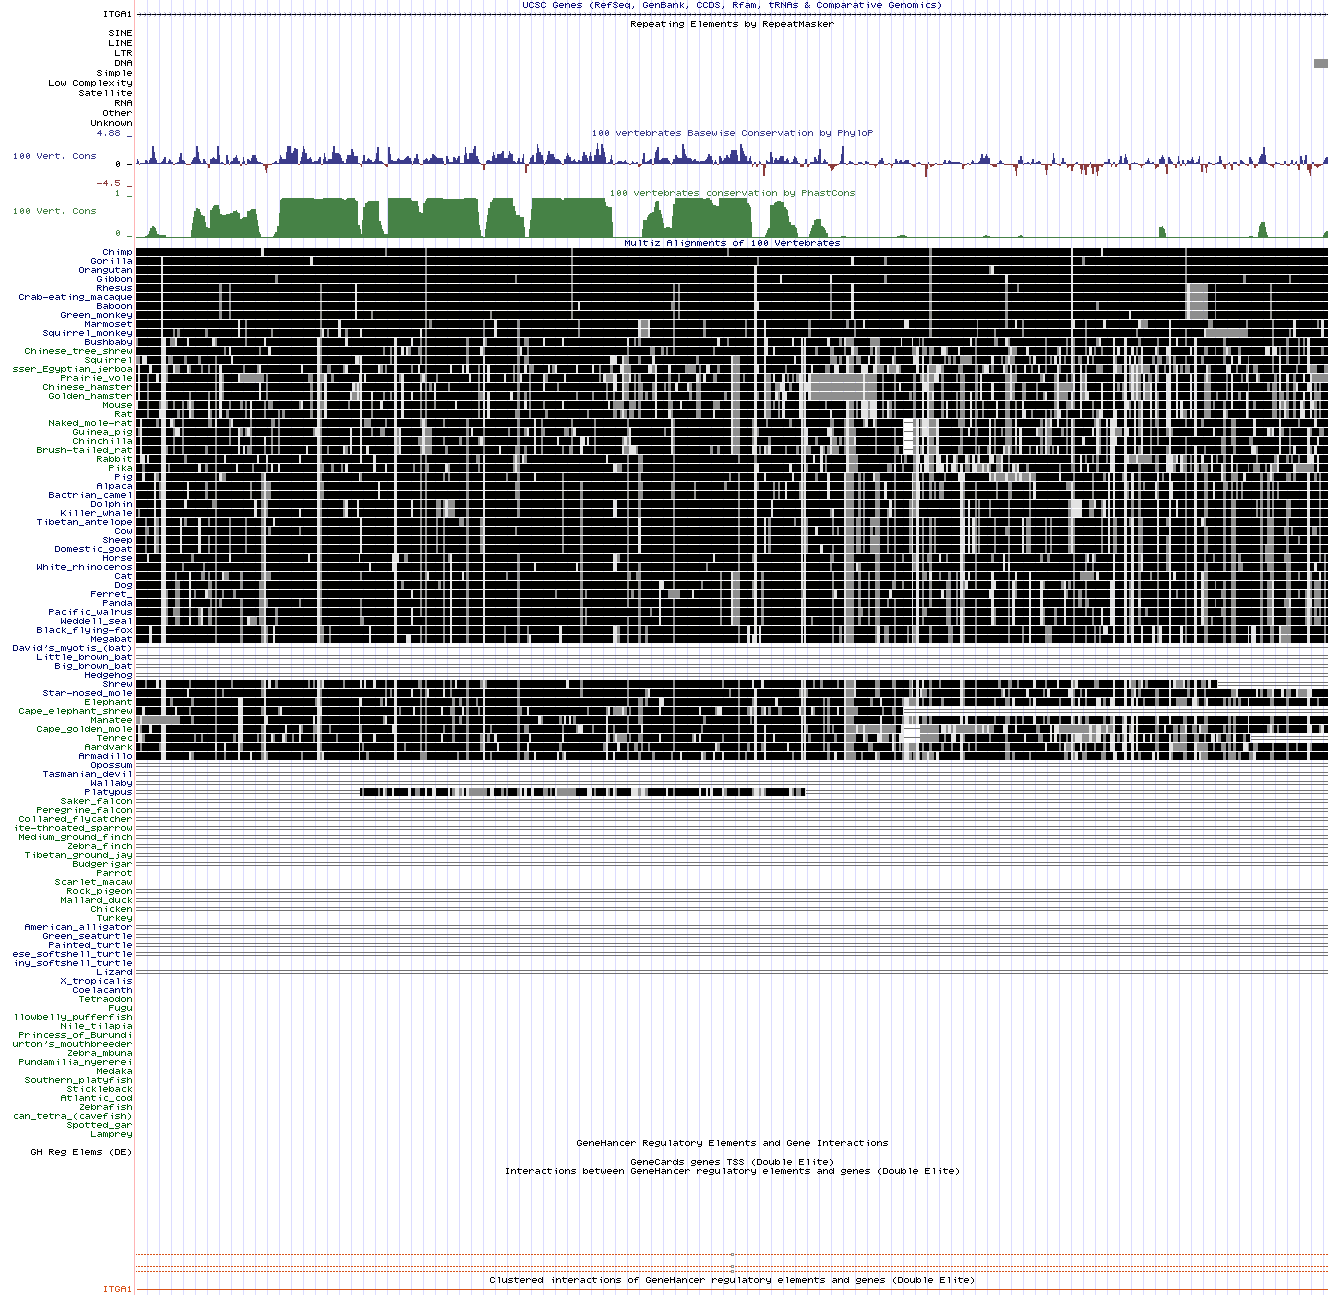 UCSC Genes (RefSeq, GenBank, CCDS, Rfam, tRNAs & Comparative Genomics)
ITGA1
Repeating Elements by RepeatMasker
SINE
LINE
LTR
DNA
Simple
Low Complexity
Satellite
RNA
Other
Unknown
4.88 _
100 vertebrates Basewise Conservation by PhyloP
100 Vert. Cons
0 _
-4.5 _
1 _
100 vertebrates conservation by PhastCons
100 Vert. Cons
0 _
Multiz Alignments of 100 Vertebrates
Chimp
Gorilla
Orangutan
Gibbon
Rhesus
Crab-eating_macaque
Baboon
Green_monkey
Marmoset
Squirrel_monkey
Bushbaby
Chinese_tree_shrew
Squirrel
sser_Egyptian_jerboa
Prairie_vole
Chinese_hamster
Golden_hamster
Mouse
Rat
Naked_mole-rat
Guinea_pig
Chinchilla
Brush-tailed_rat
Rabbit
Pika
Pig
Alpaca
Bactrian_camel
Dolphin
Killer_whale
Tibetan_antelope
Cow
Sheep
Domestic_goat
Horse
White_rhinoceros
Cat
Dog
Ferret_
Panda
Pacific_walrus
Weddell_seal
Black_flying-fox
Megabat
David's_myotis_(bat)
Little_brown_bat
Big_brown_bat
Hedgehog
Shrew
Star-nosed_mole
Elephant
Cape_elephant_shrew
Manatee
Cape_golden_mole
Tenrec
Aardvark
Armadillo
Opossum
Tasmanian_devil
Wallaby
Platypus
Saker_falcon
Peregrine_falcon
Collared_flycatcher
ite-throated_sparrow
Medium_ground_finch
Zebra_finch
Tibetan_ground_jay
Budgerigar
Parrot
Scarlet_macaw
Rock_pigeon
Mallard_duck
Chicken
Turkey
American_alligator
Green_seaturtle
Painted_turtle
ese_softshell_turtle
iny_softshell_turtle
Lizard
X_tropicalis
Coelacanth
Tetraodon
Fugu
llowbelly_pufferfish
Nile_tilapia
Princess_of_Burundi
urton's_mouthbreeder
Zebra_mbuna
Pundamilia_nyererei
Medaka
Southern_platyfish
Stickleback
Atlantic_cod
Zebrafish
can_tetra_(cavefish)
Spotted_gar
Lamprey
GeneHancer Regulatory Elements and Gene Interactions
GH Reg Elems (DE)
GeneCards genes TSS (Double Elite)
Interactions between GeneHancer regulatory elements and genes (Double Elite)
Clustered interactions of GeneHancer regulatory elements and genes (Double Elite)
ITGA1